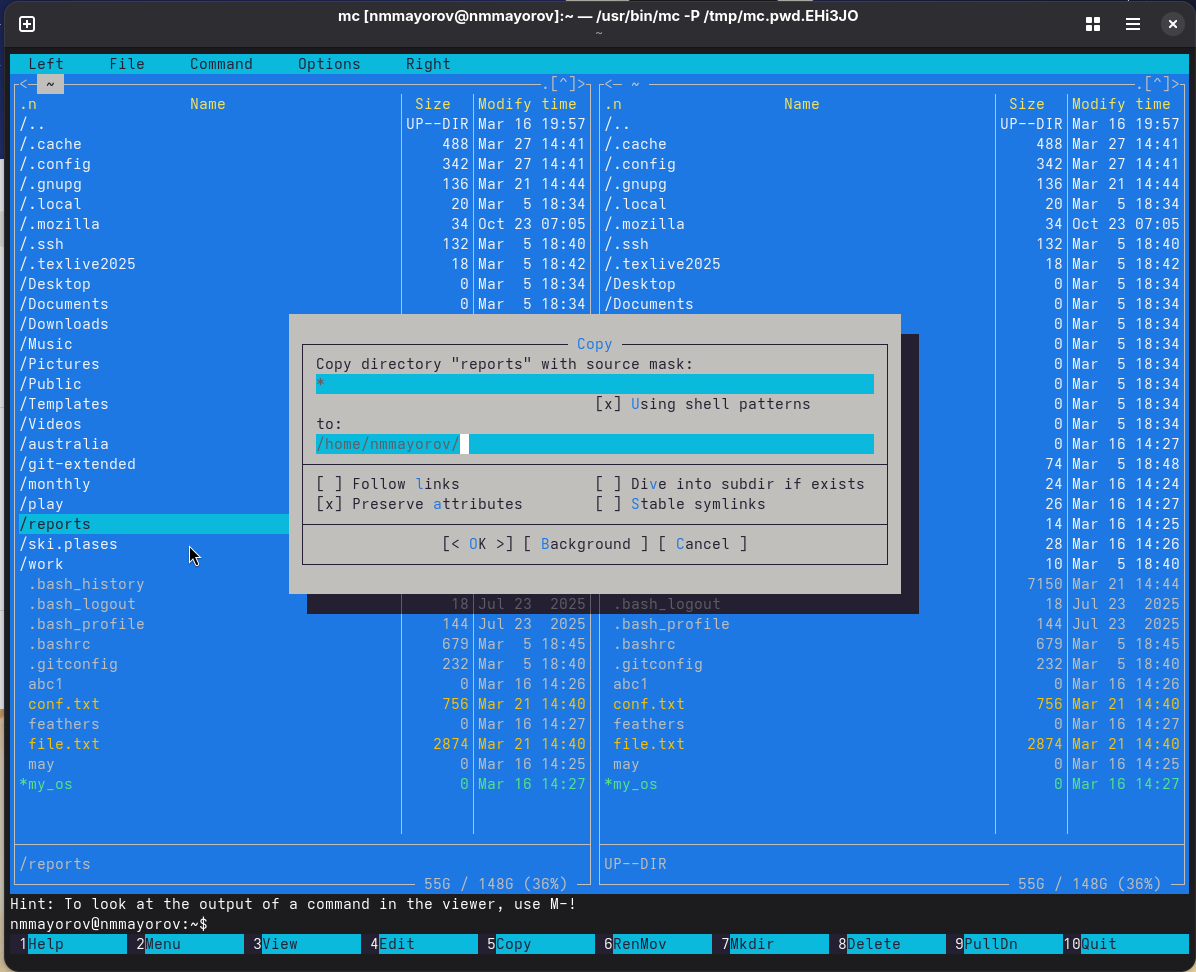 mc [nmmayorov@nmmayorov]:~ — /usr/bin/mc -P /tmp/mc.pwd.EHi3JO
~
Left File Command Options Right
<─ ~ .[^]> <─ ~ .[^]>
.n Name Size Modify time .n Name Size Modify time
/.. UP--DIR Mar 16 19:57 /.. UP--DIR Mar 16 19:57
/.cache 488 Mar 27 14:41 /.cache 488 Mar 27 14:41
/.config 342 Mar 27 14:41 /.config 342 Mar 27 14:41
/.gnupg 136 Mar 21 14:44 /.gnupg 136 Mar 21 14:44
/.local 20 Mar 5 18:34 /.local 20 Mar 5 18:34
/.mozilla 34 Oct 23 07:05 /.mozilla 34 Oct 23 07:05
/.ssh 132 Mar 5 18:40 /.ssh 132 Mar 5 18:40
/.texlive2025 18 Mar 5 18:42 /.texlive2025 18 Mar 5 18:42
/Desktop 0 Mar 5 18:34 /Desktop 0 Mar 5 18:34
/Documents 0 Mar 5 18:34 /Documents 0 Mar 5 18:34
/Downloads 0 Mar 5 18:34
/Music Copy 0 Mar 5 18:34
/Pictures Copy directory "reports" with source mask: 0 Mar 5 18:34
/Public * 0 Mar 5 18:34
/Templates [x] Using shell patterns 0 Mar 5 18:34
/Videos to: 0 Mar 5 18:34
/australia /home/nmmayorov/ 0 Mar 16 14:27
/git-extended 74 Mar 5 18:48
/monthly [ ] Follow links [ ] Dive into subdir if exists 24 Mar 16 14:24
/play [x] Preserve attributes [ ] Stable symlinks 26 Mar 16 14:27
/reports 14 Mar 16 14:25
/ski.plases [< OK >] [ Background ] [ Cancel ] 28 Mar 16 14:26
/work 10 Mar 5 18:40
.bash_history 7150 Mar 21 14:44
.bash_logout 18 Jul 23 2025 .bash_logout 18 Jul 23 2025
.bash_profile 144 Jul 23 2025 .bash_profile 144 Jul 23 2025
.bashrc 679 Mar 5 18:45 .bashrc 679 Mar 5 18:45
.gitconfig 232 Mar 5 18:40 .gitconfig 232 Mar 5 18:40
abc1 0 Mar 16 14:26 abc1 0 Mar 16 14:26
conf.txt 756 Mar 21 14:40 conf.txt 756 Mar 21 14:40
feathers 0 Mar 16 14:27 feathers 0 Mar 16 14:27
file.txt 2874 Mar 21 14:40 file.txt 2874 Mar 21 14:40
may 0 Mar 16 14:25 may 0 Mar 16 14:25
*my_os 0 Mar 16 14:27 *my_os 0 Mar 16 14:27
/reports UP--DIR
55G / 148G (36%) 55G / 148G (36%)
Hint: To look at the output of a command in the viewer, use M-!
nmmayorov@nmmayorov:~$
1Help 2Menu 3View 4Edit 5Copy 6RenMov 7Mkdir 8Delete 9PullDn 10Quit